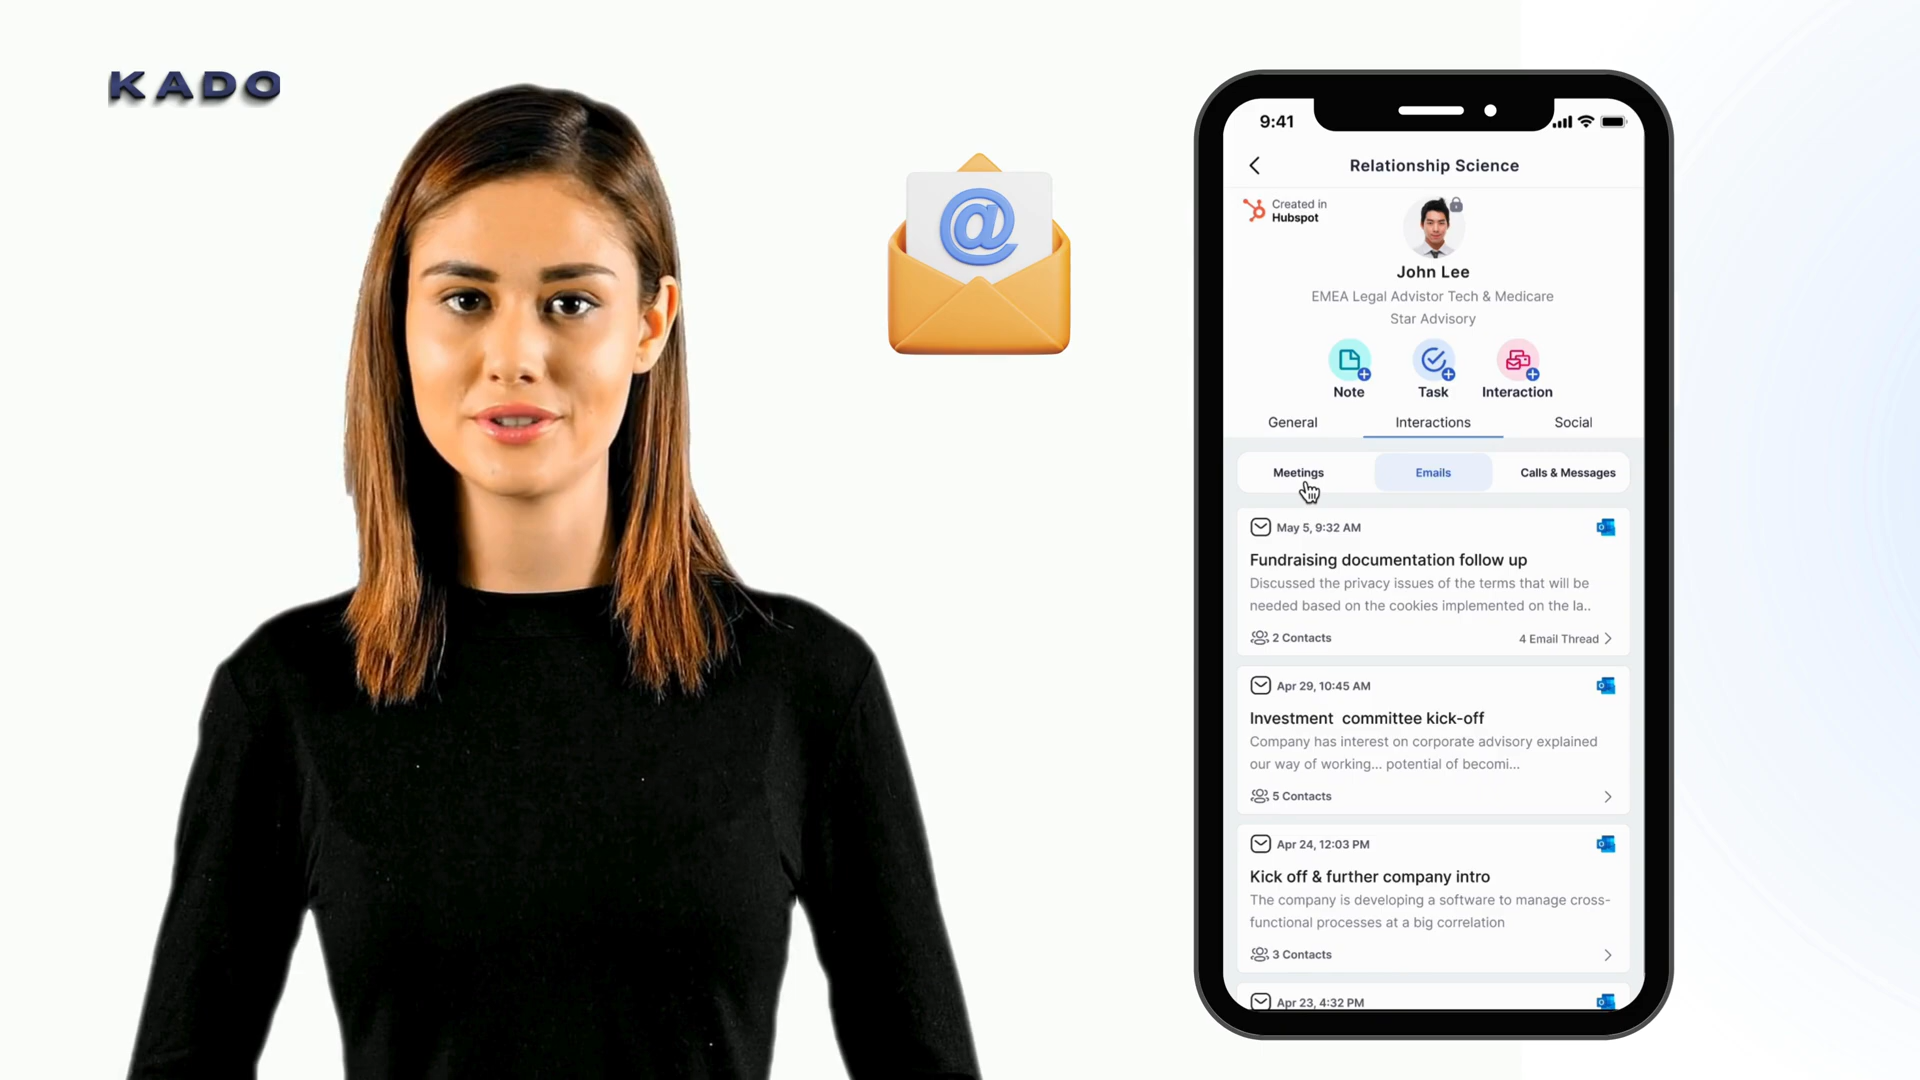 KADO
@
9:41
Relationship Science
Created in
Hubspot
John Lee
EMEA Legal Advistor Tech & Medicare
Star Advisory
Note
Task
Interaction
General
Interactions
Social
Meetings
Emails
Calls & Messages
May 5, 9:32 AM
Fundraising documentation follow up
Discussed the privacy issues of the terms that will be
needed based on the cookies implemented on the la..
2 Contacts
4 Email Thread
Apr 29, 10:45 AM
Investment committee kick-off
Company has interest on corporate advisory explained
our way of working... potential of becomi...
5 Contacts
Apr 24, 12:03 PM
Kick off & further company intro
The company is developing a software to manage cross-
functional processes at a big correlation
3 Contacts
Apr 23, 4:32 PM